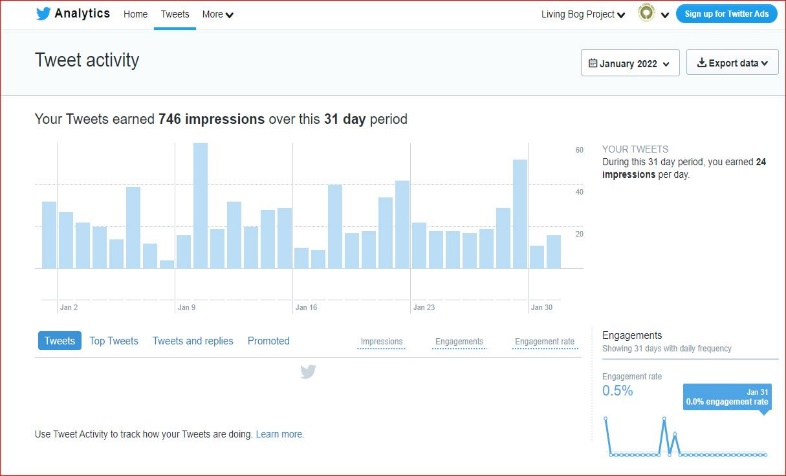 Analytics Home Tweets More Living Bog Project Sign up for Twitter Ads
Tweet activity
January 2022 Export data
Your Tweets earned 746 impressions over this 31 day period
60
40
20
Jan 2 Jan 9 Jan 16 Jan 23 Jan 30
YOUR TWEETS
During this 31 day period, you earned 24
impressions per day.
Tweets Top Tweets Tweets and replies Promoted Impressions Engagements Engagement rate
Use Tweet Activity to track how your Tweets are doing. Learn more.
Engagements
Showing 31 days with daily frequency
Engagement rate
0.5%
Jan 31
0.0% engagement rate